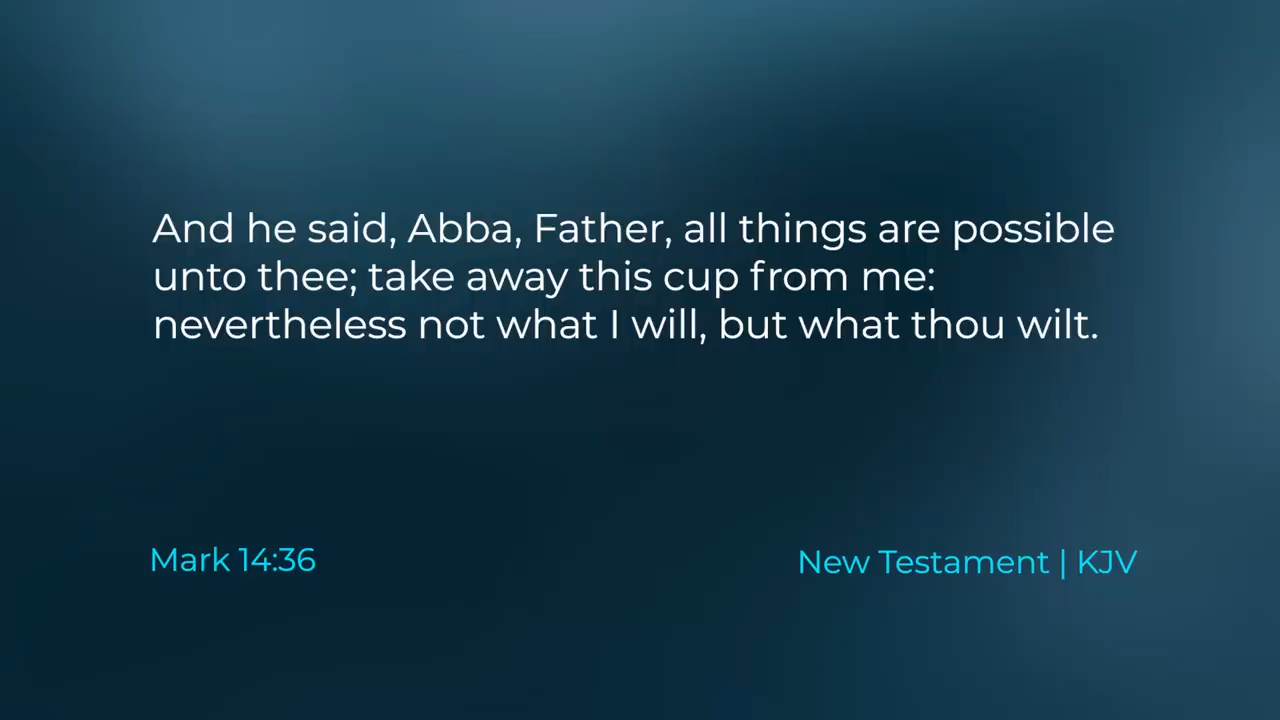 And he said, Abba, Father, all things are possible
unto thee; take away this cup from me:
nevertheless not what I will, but what thou wilt.
Mark 14:36
New Testament | KJV